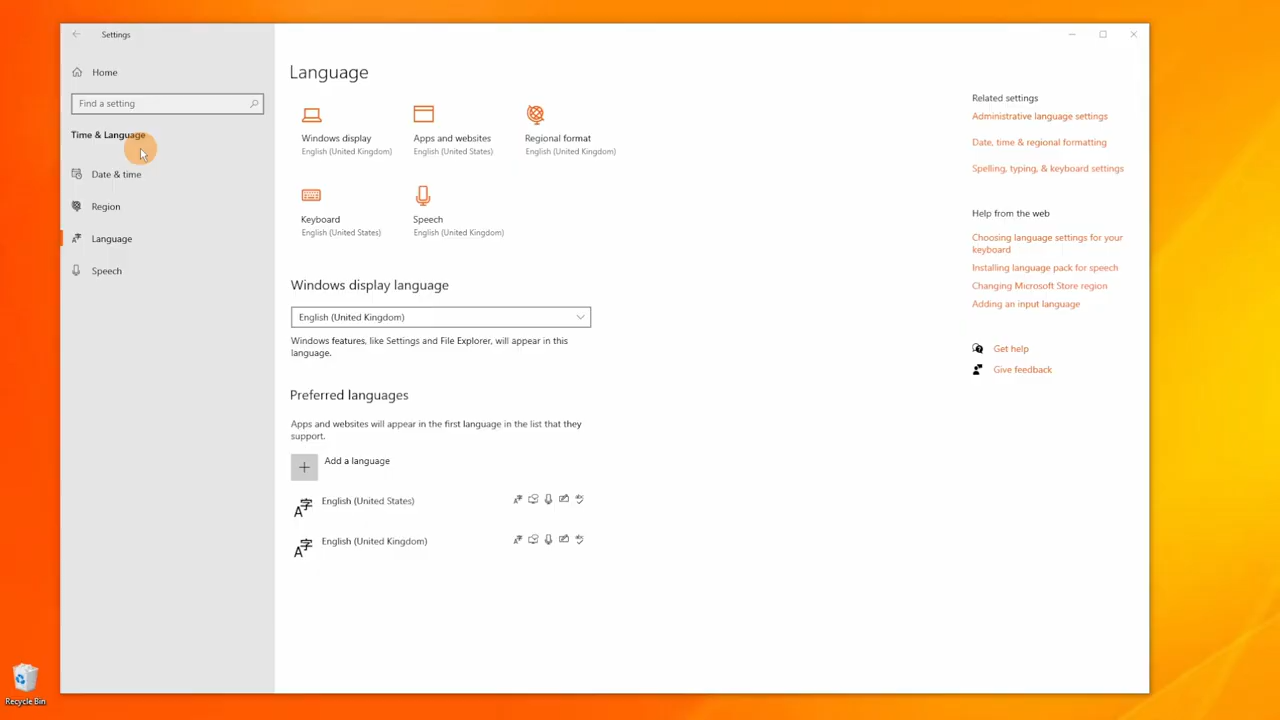 Settings
Home
Find a setting
Time & Language
Date & time
Region
Language
Speech
Language
Windows display
English (United Kingdom)
Apps and websites
English (United States)
Regional format
English (United Kingdom)
Keyboard
English (United States)
Speech
English (United Kingdom)
Windows display language
English (United Kingdom)
Windows features, like Settings and File Explorer, will appear in this
language.
Preferred languages
Apps and websites will appear in the first language in the list that they
support.
Add a language
English (United States)
English (United Kingdom)
Related settings
Administrative language settings
Date, time & regional formatting
Spelling, typing, & keyboard settings
Help from the web
Choosing language settings for your
keyboard
Installing language pack for speech
Changing Microsoft Store region
Adding an input language
Get help
Give feedback
Recycle Bin